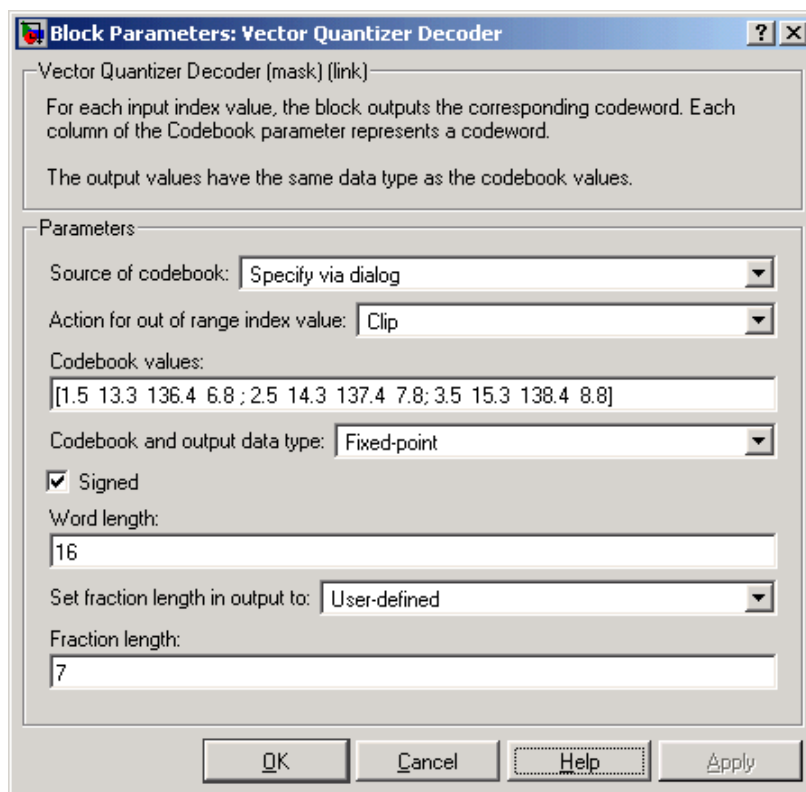 Block Parameters: Vector Quantizer Decoder
Vector Quantizer Decoder (mask) (link)
For each input index value, the block outputs the corresponding codeword. Each
column of the Codebook parameter represents a codeword.
The output values have the same data type as the codebook values.
Parameters
Source of codebook: Specify via dialog
Action for out of range index value: Clip
Codebook values:
[1.5 13.3 136.4 6.8 ; 2.5 14.3 137.4 7.8; 3.5 15.3 138.4 8.8]
Codebook and output data type: Fixed-point
Signed
Word length:
16
Set fraction length in output to: User-defined
Fraction length:
7
OK Cancel Help Apply